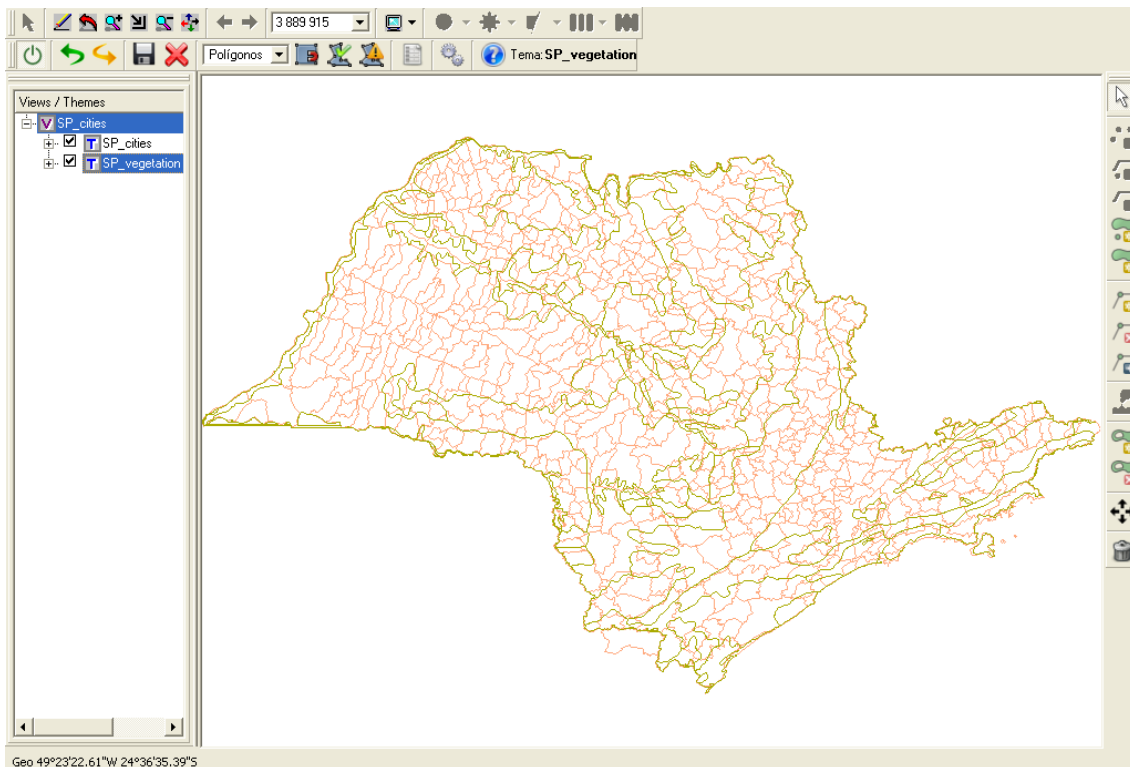 3 889 915
Polígonos
Tema: SP_vegetation
Views / Themes
V SP_cities
T SP_cities
T SP_vegetation
Geo 49°23'22.61"W 24°36'35.39"S